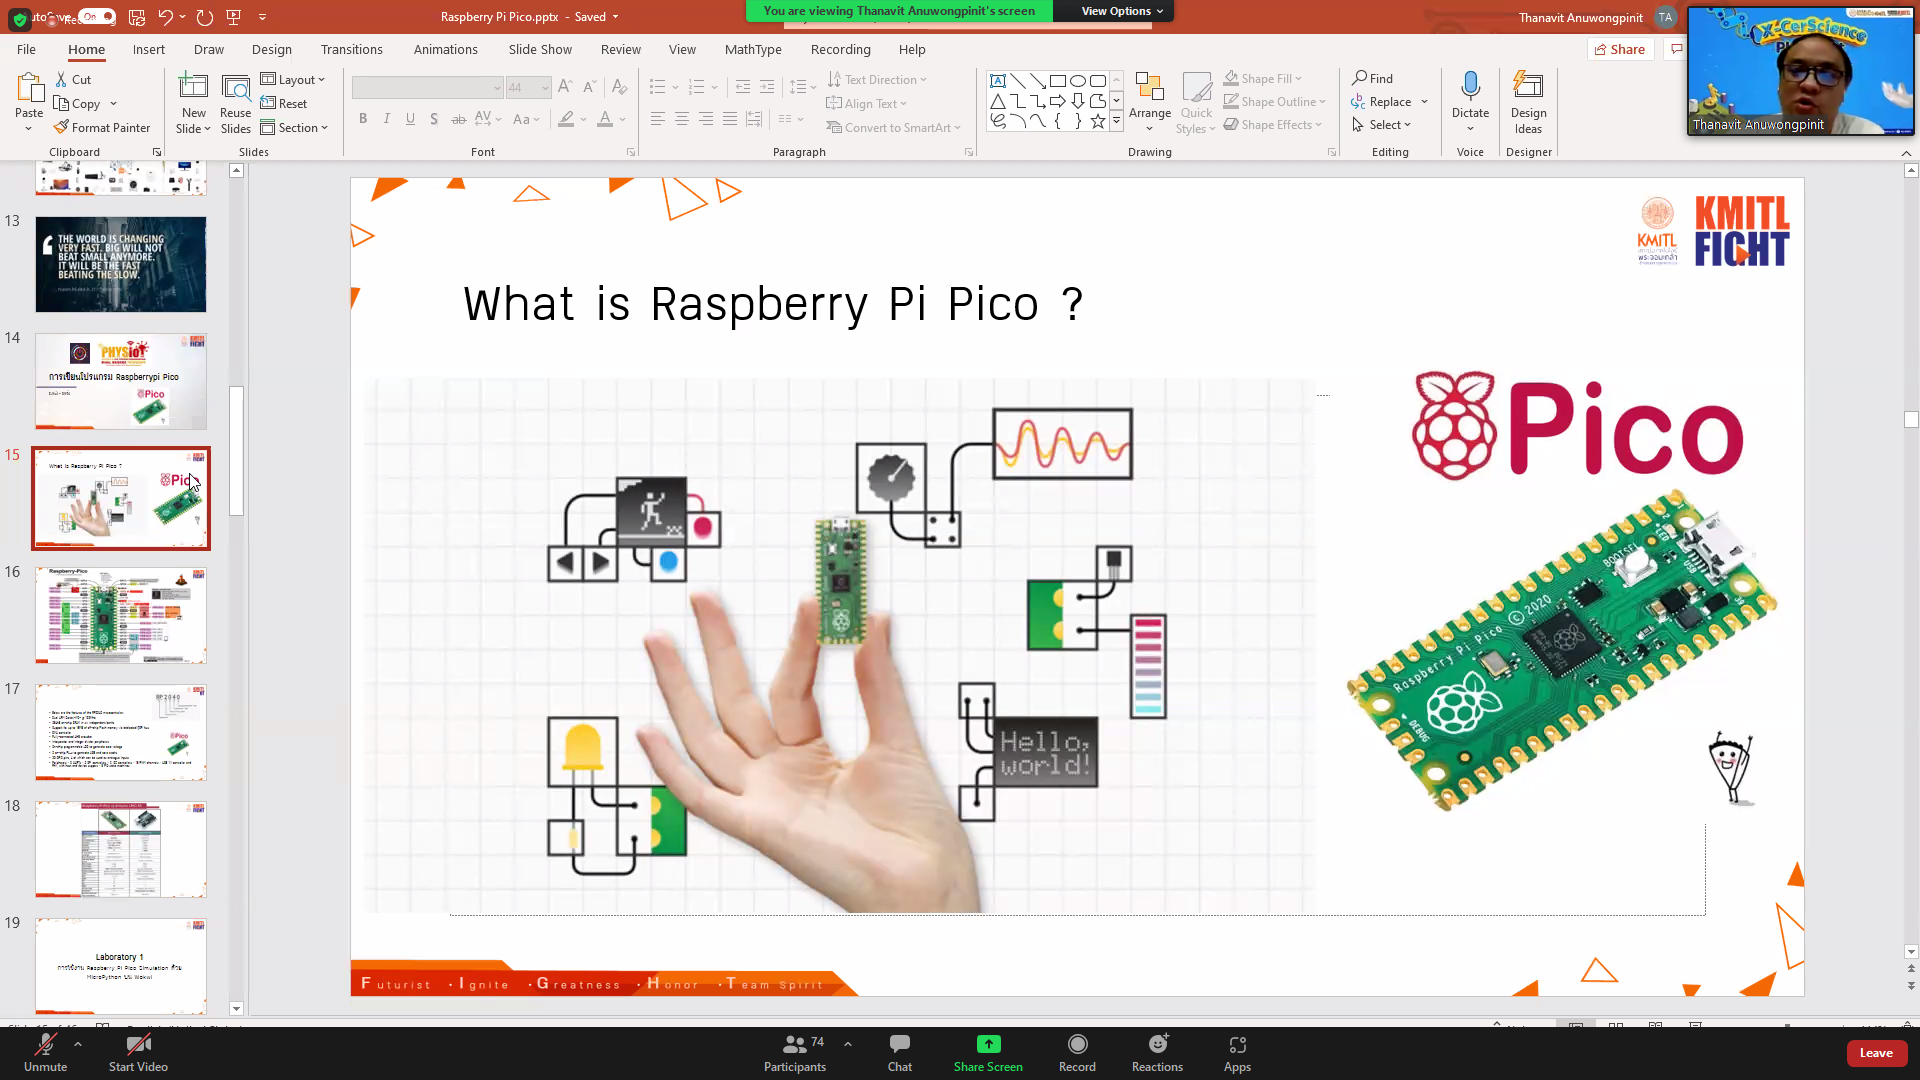 AutoSave On
Raspberry Pi Pico.pptx - Saved
You are viewing Thanavit Anuwongpinit's screen
View Options
Thanavit Anuwongpinit
TA
File Home Insert Draw Design Transitions Animations Slide Show Review View MathType Recording Help
Share
Paste
Cut
Copy
Format Painter
Clipboard
New Slide
Reuse Slides
Layout
Reset
Section
Slides
44
Font
Text Direction
Align Text
Convert to SmartArt
Paragraph
Arrange
Quick Styles
Shape Fill
Shape Outline
Shape Effects
Drawing
Find
Replace
Select
Editing
Dictate
Voice
Design Ideas
Designer
x-CerScience
Thanavit Anuwongpinit
13
THE WORLD IS CHANGING
VERY FAST. BIG WILL NOT
BEAT SMALL ANYMORE.
IT WILL BE THE FAST
BEATING THE SLOW.
14
PHYSIoT
การเขียนโปรแกรม Raspberrypi Pico
Pico
15
What is Raspberry Pi Pico ?
16
Raspberry-Pico
17
RP2040
Pico
18
19
Laboratory 1
การใช้งาน Raspberry Pi Pico Simulation ด้วย
MicroPython บน Wokwi
KMITL
KMITL
FIGHT
What is Raspberry Pi Pico ?
Pico
Hello,
world!
Raspberry Pi Pico © 2020
BOOTSEL
LED
USB
DEBUG
Futurist · Ignite · Greatness · Honor · Team Spirit
Unmute
Start Video
Participants
74
Chat
Share Screen
Record
Reactions
Apps
Leave